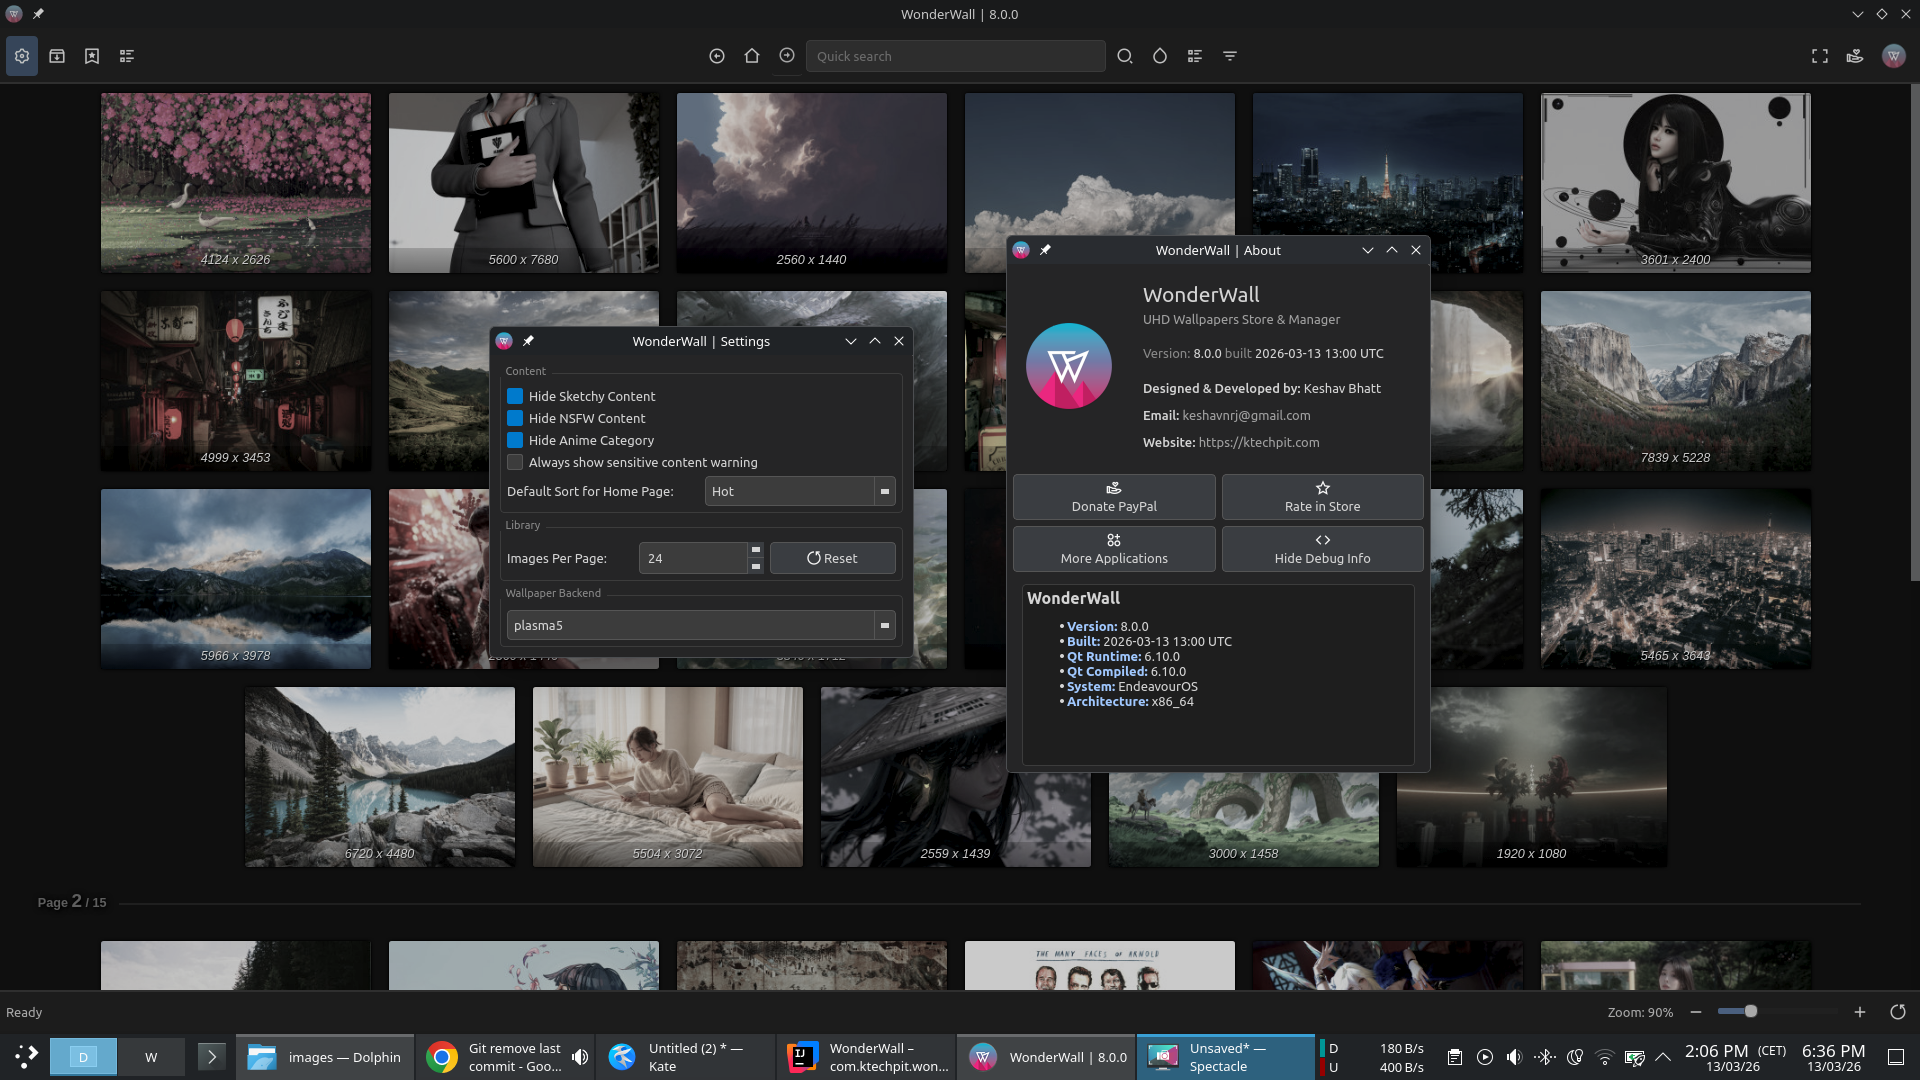 WonderWall | 8.0.0
Quick search
4124 x 2626
5600 x 7680
2560 x 1440
3601 x 2400
4999 x 3453
7839 x 5228
5966 x 3978
5465 x 3643
6720 x 4480
5504 x 3072
2559 x 1439
3000 x 1458
1920 x 1080
WonderWall | Settings
Content
Hide Sketchy Content
Hide NSFW Content
Hide Anime Category
Always show sensitive content warning
Default Sort for Home Page:
Hot
Library
Images Per Page:
24
Reset
Wallpaper Backend
plasma5
WonderWall | About
WonderWall
UHD Wallpapers Store & Manager
Version: 8.0.0 built 2026-03-13 13:00 UTC
Designed & Developed by: Keshav Bhatt
Email: keshavnrj@gmail.com
Website: https://ktechpit.com
Donate PayPal
Rate in Store
More Applications
Hide Debug Info
WonderWall
• Version: 8.0.0
• Built: 2026-03-13 13:00 UTC
• Qt Runtime: 6.10.0
• Qt Compiled: 6.10.0
• System: EndeavourOS
• Architecture: x86_64
Page 2 / 15
THE MANY FACES OF ARNOLD
Ready
Zoom: 90%
D
W
images — Dolphin
Git remove last
commit - Goo...
Untitled (2) * —
Kate
WonderWall –
com.ktechpit.won...
WonderWall | 8.0.0
Unsaved* —
Spectacle
D 180 B/s
U 400 B/s
2:06 PM (CET)
13/03/26
6:36 PM
13/03/26